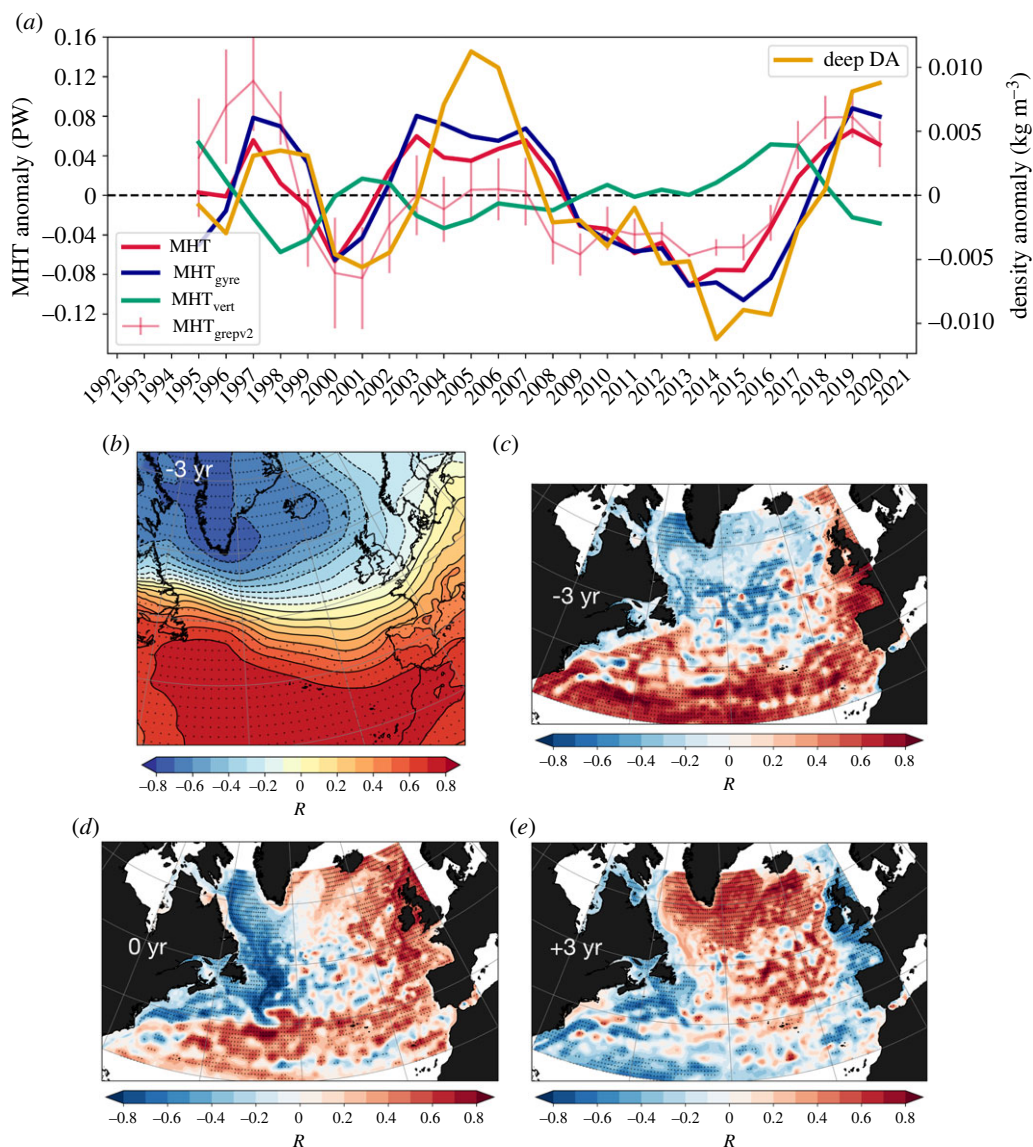 (a)
0.16
0.12
0.08
0.04
0
−0.04
−0.08
−0.12
MHT anomaly (PW)
deep DA
0.010
0.005
0
−0.005
−0.010
density anomaly (kg m−3)
MHT
MHTgyre
MHTvert
MHTgrepv2
1992 1993 1994 1995 1996 1997 1998 1999 2000 2001 2002 2003 2004 2005 2006 2007 2008 2009 2010 2011 2012 2013 2014 2015 2016 2017 2018 2019 2020 2021
(b)
-3 yr
−0.8 −0.6 −0.4 −0.2 0 0.2 0.4 0.6 0.8
R
(c)
-3 yr
−0.8 −0.6 −0.4 −0.2 0 0.2 0.4 0.6 0.8
R
(d)
0 yr
−0.8 −0.6 −0.4 −0.2 0 0.2 0.4 0.6 0.8
R
(e)
+3 yr
−0.8 −0.6 −0.4 −0.2 0 0.2 0.4 0.6 0.8
R